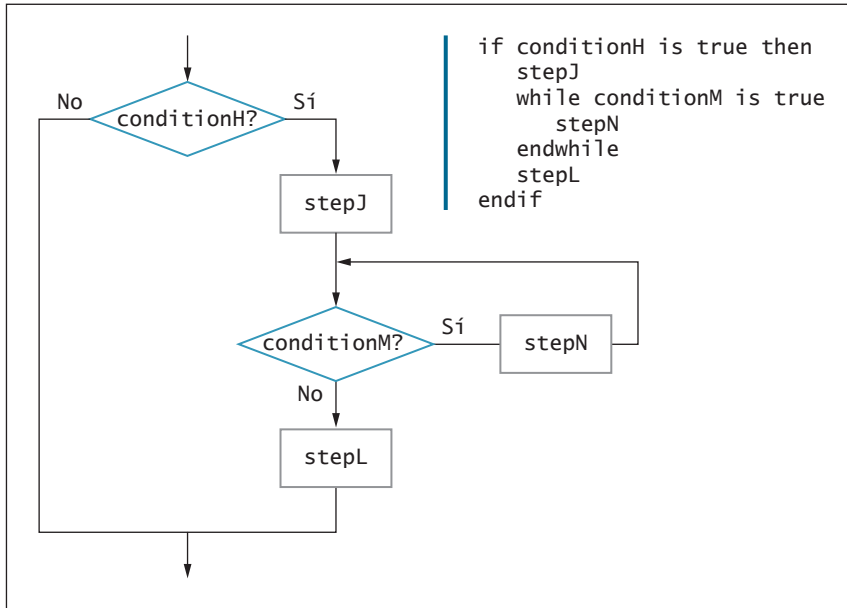 if conditionH is true then
stepJ
while conditionM is true
stepN
endwhile
stepL
endif
No
conditionH?
Sí
stepJ
conditionM?
Sí
stepN
No
stepL